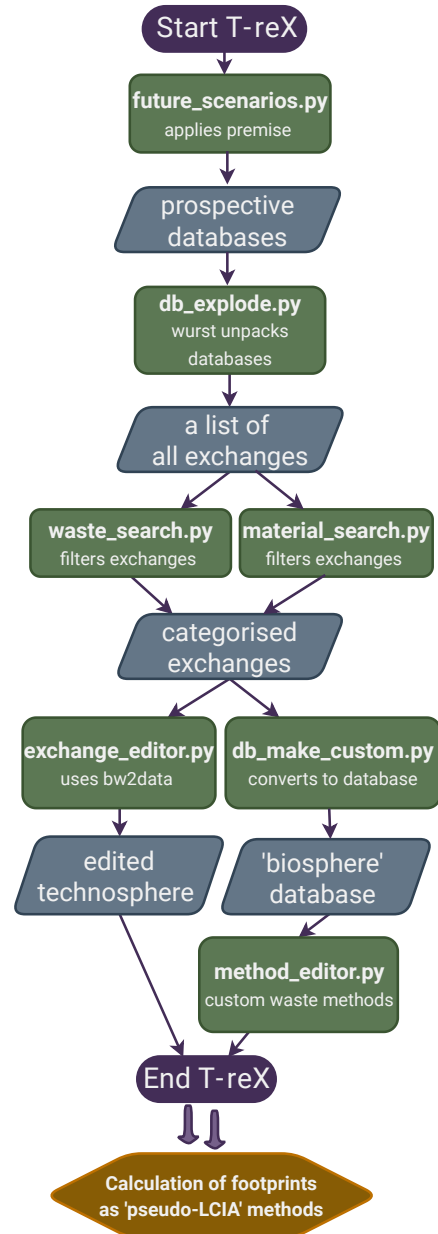 Start T-reX
future_scenarios.py
applies premise
prospective
databases
db_explode.py
wurst unpacks
databases
a list of
all exchanges
waste_search.py
filters exchanges
material_search.py
filters exchanges
categorised
exchanges
exchange_editor.py
uses bw2data
db_make_custom.py
converts to database
edited
technosphere
'biosphere'
database
method_editor.py
custom waste methods
End T-reX
Calculation of footprints
as 'pseudo-LCIA' methods